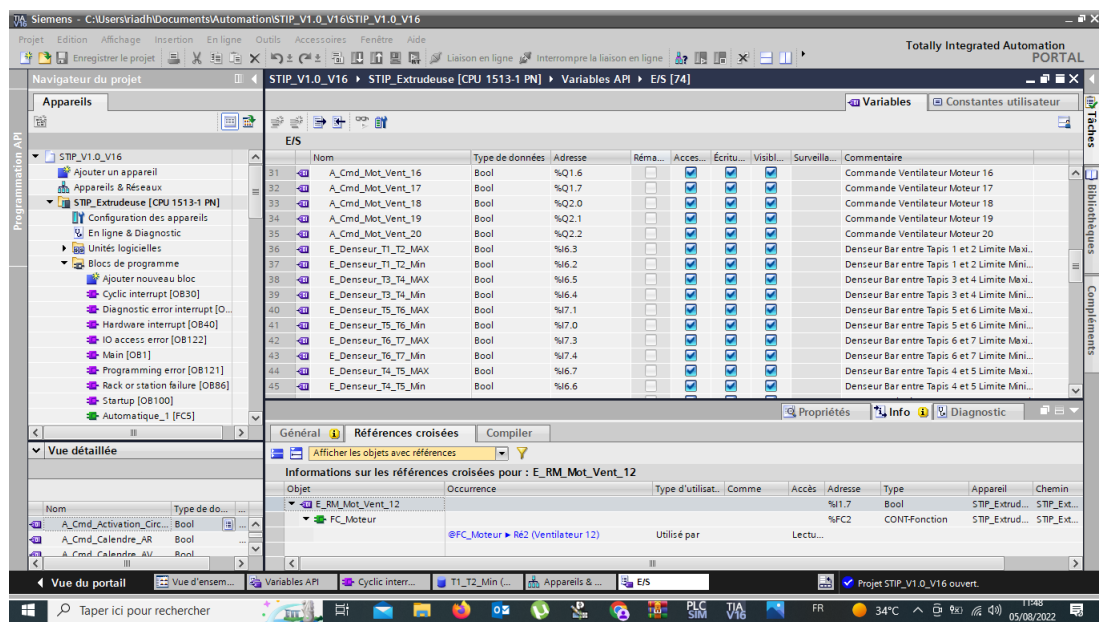 Siemens - C:\Users\riadh\Documents\Automation\STIP_V1.0_V16\STIP_V1.0_V16
Projet Edition Affichage Insertion En ligne Outils Accessoires Fenêtre Aide
Totally Integrated Automation
PORTAL
Enregistrer le projet Liaison en ligne Interrompre la liaison en ligne
Navigateur du projet
STIP_V1.0_V16 ▸ STIP_Extrudeuse [CPU 1513-1 PN] ▸ Variables API ▸ E/S [74]
Appareils
Variables Constantes utilisateur
E/S
Nom Type de données Adresse Réma... Acces... Écritu... Visibl... Surveilla... Commentaire
31 A_Cmd_Mot_Vent_16 Bool %Q1.6 Commande Ventilateur Moteur 16
32 A_Cmd_Mot_Vent_17 Bool %Q1.7 Commande Ventilateur Moteur 17
33 A_Cmd_Mot_Vent_18 Bool %Q2.0 Commande Ventilateur Moteur 18
34 A_Cmd_Mot_Vent_19 Bool %Q2.1 Commande Ventilateur Moteur 19
35 A_Cmd_Mot_Vent_20 Bool %Q2.2 Commande Ventilateur Moteur 20
36 E_Denseur_T1_T2_MAX Bool %I6.3 Denseur Bar entre Tapis 1 et 2 Limite Maxi...
37 E_Denseur_T1_T2_Min Bool %I6.2 Denseur Bar entre Tapis 1 et 2 Limite Mini...
38 E_Denseur_T3_T4_MAX Bool %I6.5 Denseur Bar entre Tapis 3 et 4 Limite Maxi...
39 E_Denseur_T3_T4_Min Bool %I6.4 Denseur Bar entre Tapis 3 et 4 Limite Mini...
40 E_Denseur_T5_T6_MAX Bool %I7.1 Denseur Bar entre Tapis 5 et 6 Limite Maxi...
41 E_Denseur_T5_T6_Min Bool %I7.0 Denseur Bar entre Tapis 5 et 6 Limite Mini...
42 E_Denseur_T6_T7_MAX Bool %I7.3 Denseur Bar entre Tapis 6 et 7 Limite Maxi...
43 E_Denseur_T6_T7_Min Bool %I7.4 Denseur Bar entre Tapis 6 et 7 Limite Mini...
44 E_Denseur_T4_T5_MAX Bool %I6.7 Denseur Bar entre Tapis 4 et 5 Limite Maxi...
45 E_Denseur_T4_T5_Min Bool %I6.6 Denseur Bar entre Tapis 4 et 5 Limite Mini...
STIP_V1.0_V16
Ajouter un appareil
Appareils & Réseaux
STIP_Extrudeuse [CPU 1513-1 PN]
Configuration des appareils
En ligne & Diagnostic
Unités logicielles
Blocs de programme
Ajouter nouveau bloc
Cyclic interrupt [OB30]
Diagnostic error interrupt [O...
Hardware interrupt [OB40]
IO access error [OB122]
Main [OB1]
Programming error [OB121]
Rack or station failure [OB86]
Startup [OB100]
Automatique_1 [FC5]
Programmation API
Tâches
Bibliothèques
Compléments
Propriétés Info Diagnostic
Général Références croisées Compiler
Afficher les objets avec références
Informations sur les références croisées pour : E_RM_Mot_Vent_12
Objet Occurrence Type d'utilisat.. Comme Accès Adresse Type Appareil Chemin
E_RM_Mot_Vent_12 %I1.7 Bool STIP_Extrud... STIP_Ext...
FC_Moteur %FC2 CONT-Fonction STIP_Extrud... STIP_Ext...
@FC_Moteur ▸ Ré2 (Ventilateur 12) Utilisé par Lectu...
Vue détaillée
Nom Type de do... ...
A_Cmd_Activation_Circ... Bool ...
A_Cmd_Calendre_AR Bool ...
A_Cmd_Calendre_AV Bool
Vue du portail Vue d'ensem... Variables API Cyclic interr... T1_T2_Min (... Appareils & ... E/S Projet STIP_V1.0_V16 ouvert.
Taper ici pour rechercher PLC SIM TIA V16 FR 34°C 11:48
05/08/2022